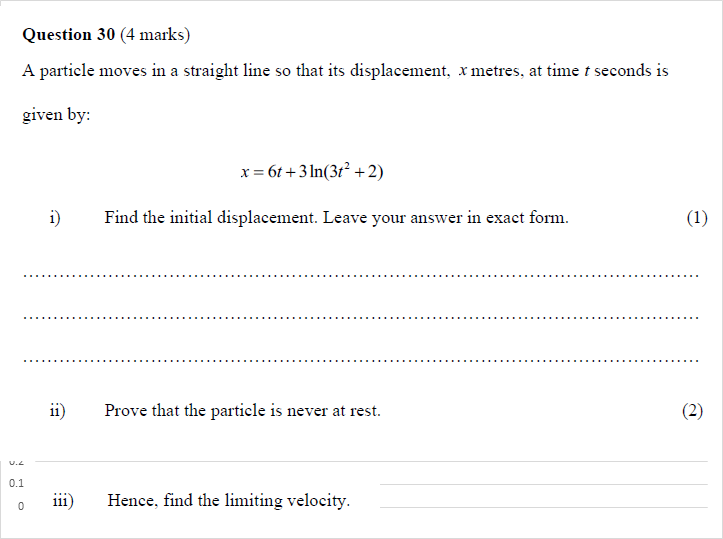 Question 30 (4 marks)
A particle moves in a straight line so that its displacement, x metres, at time t seconds is
given by:
x = 6t + 3 ln(3t² + 2)
i) Find the initial displacement. Leave your answer in exact form. (1)
ii) Prove that the particle is never at rest. (2)
0.2
0.1
0
iii) Hence, find the limiting velocity.